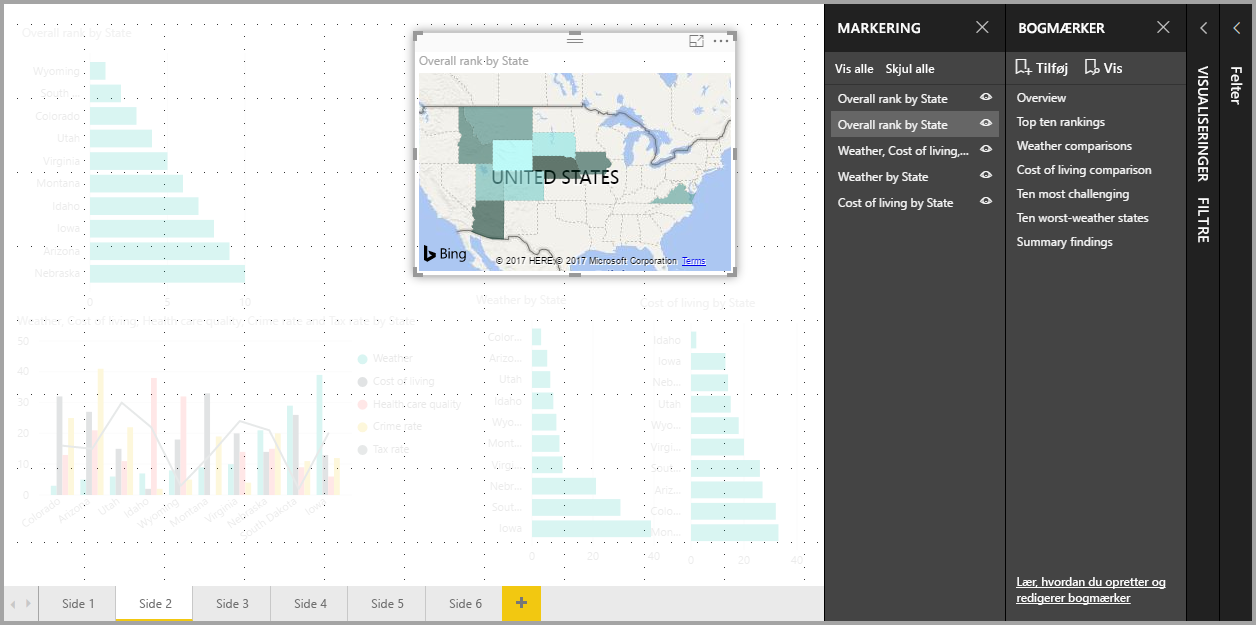 Overall rank by State
Wyoming
South ...
Colorado
Utah
Virginia
Montana
Idaho
Iowa
Arizona
Nebraska
0
5
10
Overall rank by State
UNITED STATES
Bing
© 2017 HERE © 2017 Microsoft Corporation Terms
Weather, Cost of living, Health care quality, Crime rate and Tax rate by State
50
40
30
20
10
0
Colorado
Arizona
Utah
Idaho
Wyoming
Montana
Virginia
Nebraska
South Dakota
Iowa
Weather
Cost of living
Health care quality
Crime rate
Tax rate
Weather by State
Color...
Arizo...
Utah
Idaho
Wyo...
Mont...
Virgi...
Nebr...
Sout...
Iowa
0
20
40
Cost of living by State
Idaho
Iowa
Neb...
Utah
Wyo...
Virgi...
Sout...
Ariz...
Colo...
Mon...
0
20
40
Side 1
Side 2
Side 3
Side 4
Side 5
Side 6
+
MARKERING
Vis alle Skjul alle
Overall rank by State
Overall rank by State
Weather, Cost of living,...
Weather by State
Cost of living by State
BOGMÆRKER
Tilføj Vis
Overview
Top ten rankings
Weather comparisons
Cost of living comparison
Ten most challenging
Ten worst-weather states
Summary findings
Lær, hvordan du opretter og
redigerer bogmærker
VISUALISERINGER
FILTRE
Felter